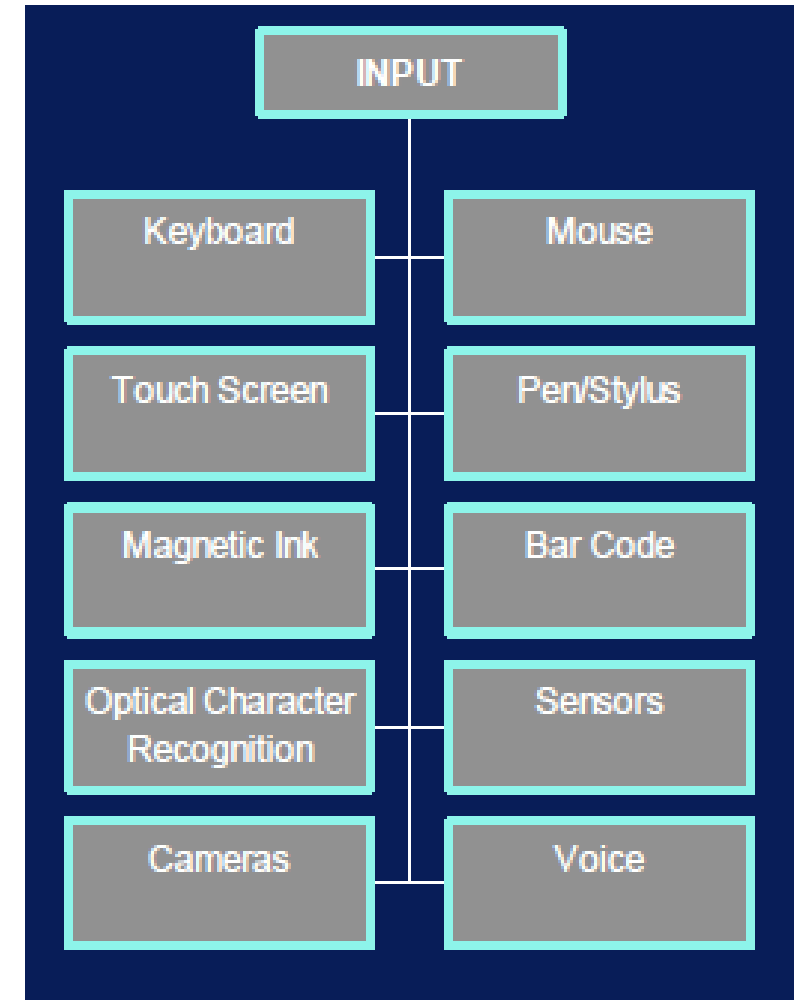 INPUT
Keyboard
Mouse
Touch Screen
Pen/Stylus
Magnetic Ink
Bar Code
Optical Character
Recognition
Sensors
Cameras
Voice